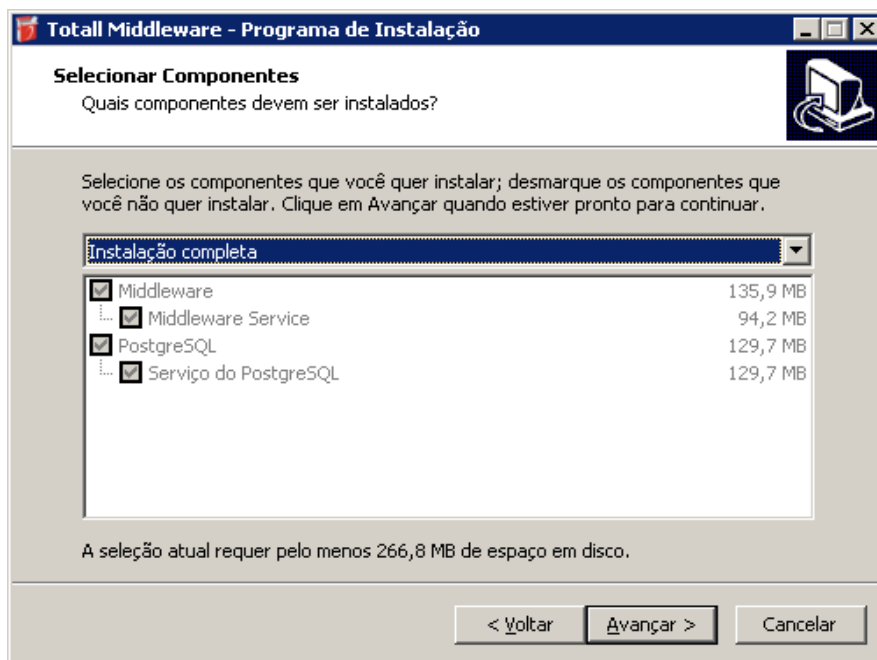 Totall Middleware - Programa de Instalação
Selecionar Componentes
Quais componentes devem ser instalados?
Selecione os componentes que você quer instalar; desmarque os componentes que
você não quer instalar. Clique em Avançar quando estiver pronto para continuar.
Instalação completa
Middleware 135,9 MB
Middleware Service 94,2 MB
PostgreSQL 129,7 MB
Serviço do PostgreSQL 129,7 MB
A seleção atual requer pelo menos 266,8 MB de espaço em disco.
< Voltar Avançar > Cancelar